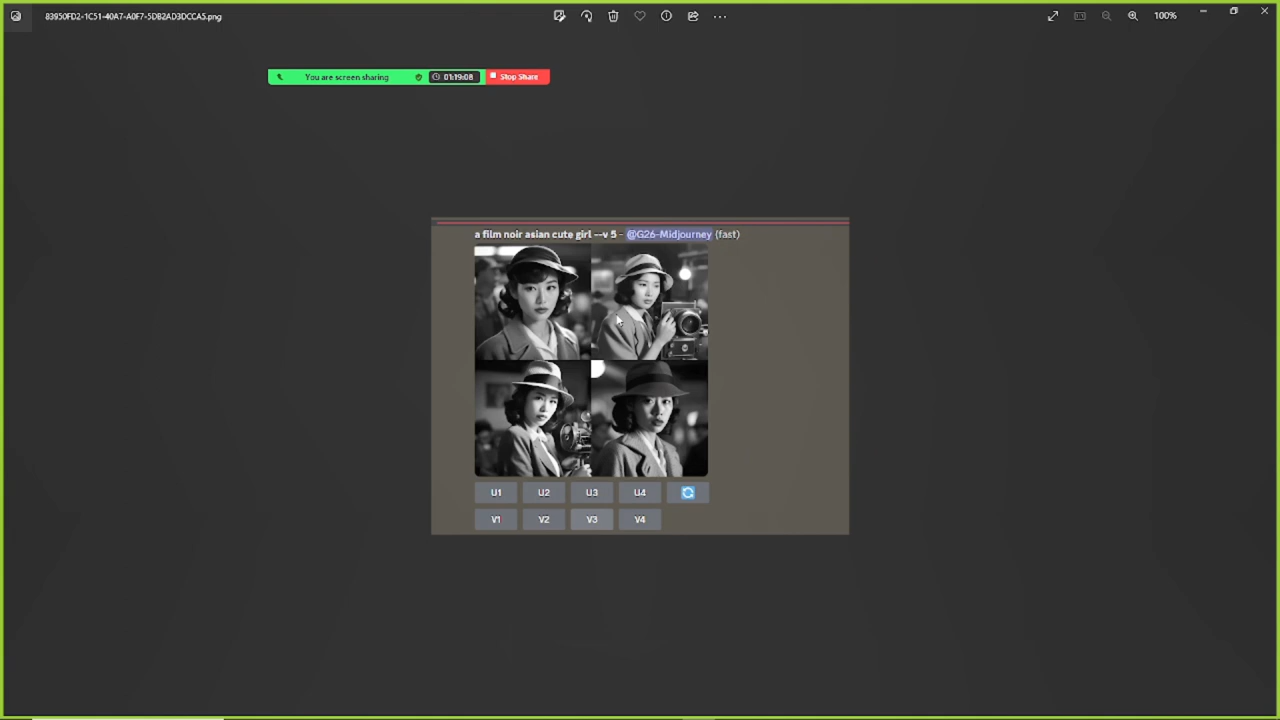 83950FD2-1C51-40A7-A0F7-5DB2AD3DCCA5.png
100%
You are screen sharing
01:19:08
Stop Share
a film noir asian cute girl --v 5 - @G26-Midjourney (fast)
U1 U2 U3 U4
V1 V2 V3 V4